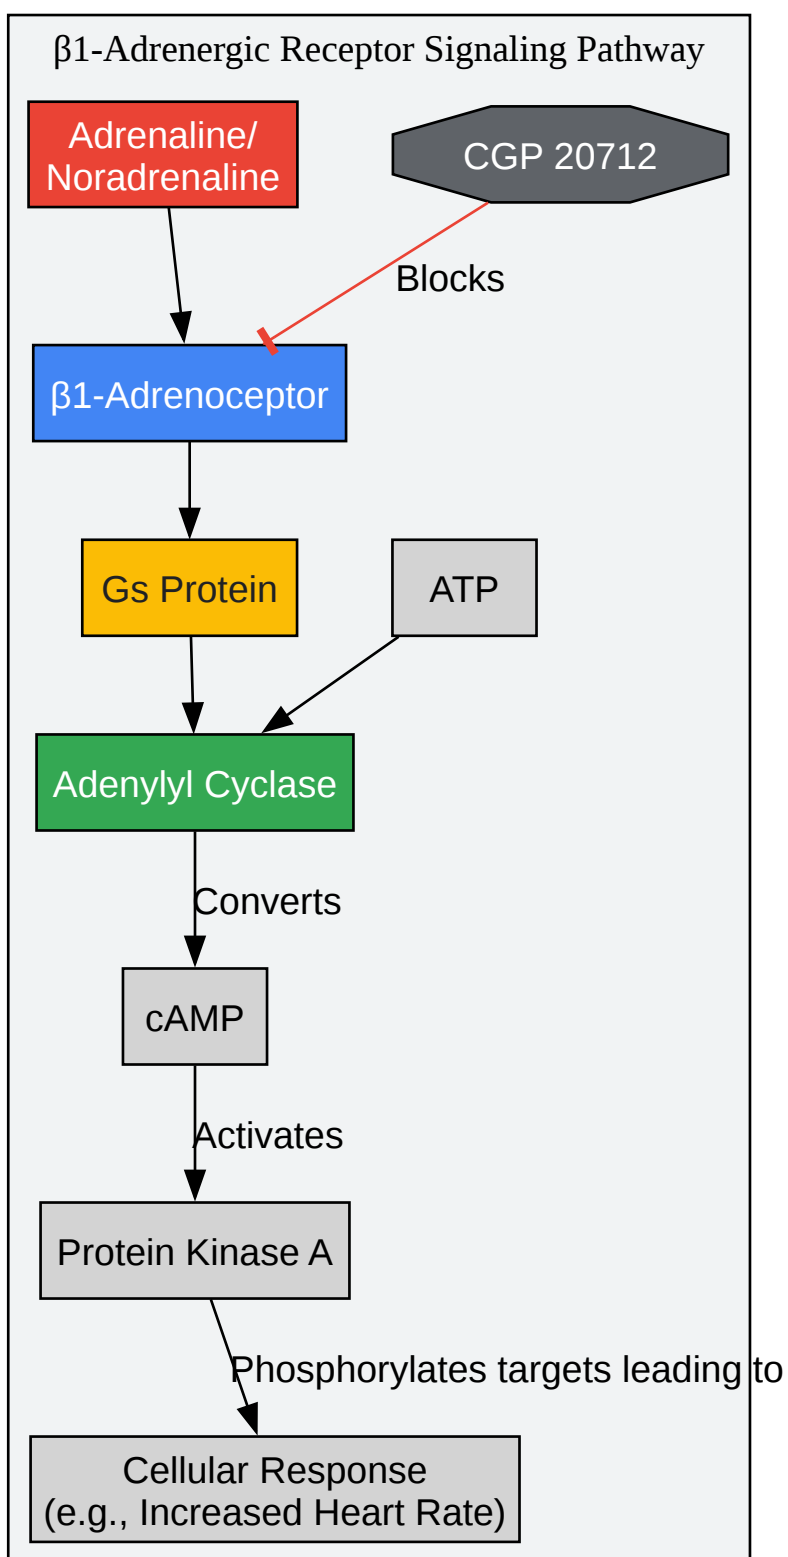 β1-Adrenergic Receptor Signaling Pathway
Adrenaline/
Noradrenaline
CGP 20712
Blocks
β1-Adrenoceptor
Gs Protein
ATP
Adenylyl Cyclase
Converts
cAMP
Activates
Protein Kinase A
Phosphorylates targets leading to
Cellular Response
(e.g., Increased Heart Rate)